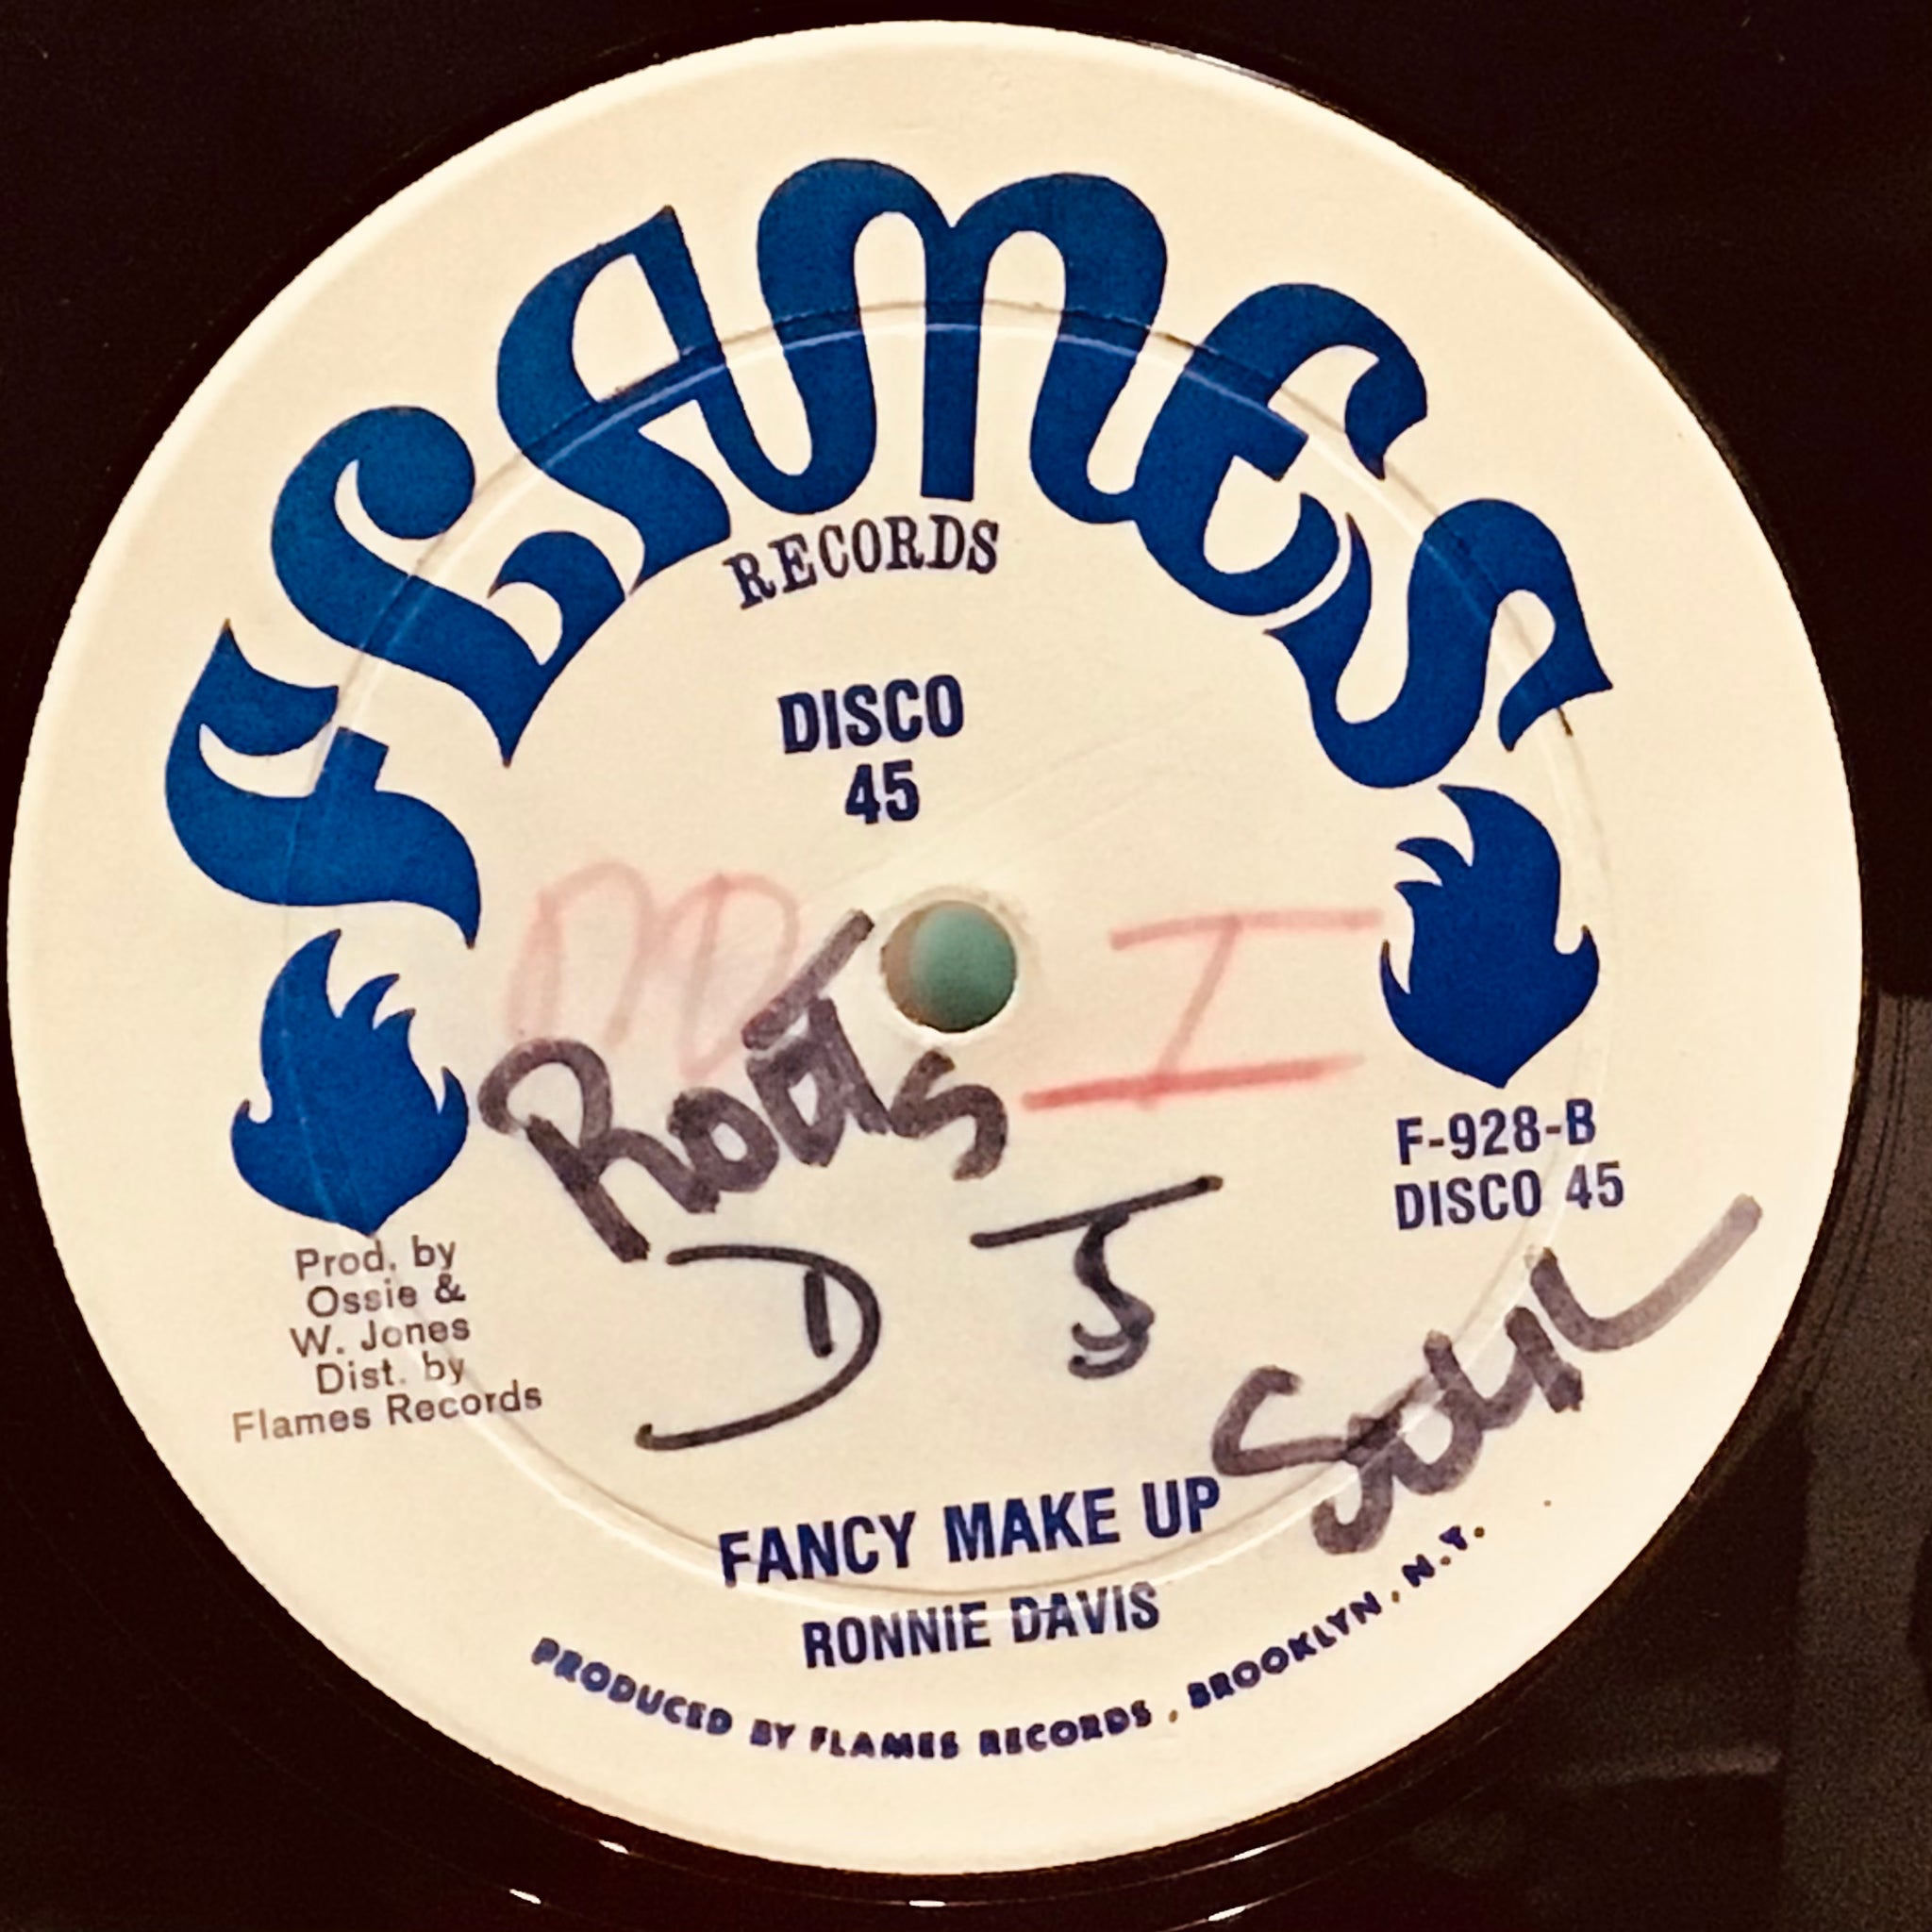 FLAMES
RECORDS
DISCO
45
I
Roots
D J
Soul
F-928-B
DISCO 45
Prod. by
Ossie &
W. Jones
Dist. by
Flames Records
FANCY MAKE UP
RONNIE DAVIS
PRODUCED BY FLAMES RECORDS, BROOKLYN, N.Y.